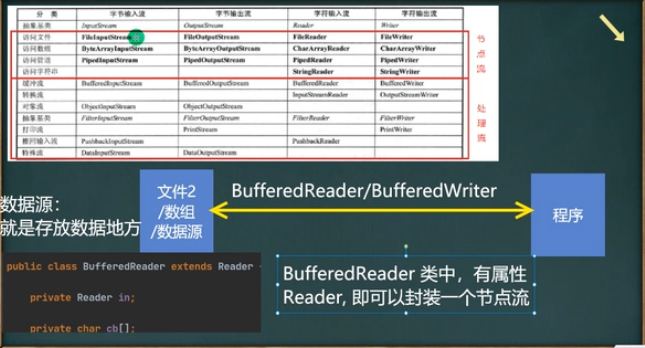 分 类 字节输入流 字节输出流 字符输入流 字符输出流
抽象基类 InputStream OutputStream Reader Writer
访问文件 FileInputStream FileOutputStream FileReader FileWriter
访问数组 ByteArrayInputStream ByteArrayOutputStream CharArrayReader CharArrayWriter
访问管道 PipedInputStream PipedOutputStream PipedReader PipedWriter
访问字符串 StringReader StringWriter
缓冲流 BufferedInputStream BufferedOutputStream BufferedReader BufferedWriter
转换流 InputStreamReader OutputStreamWriter
对象流 ObjectInputStream ObjectOutputStream
抽象基类 FilterInputStream FilterOutputStream FilterReader FilterWriter
打印流 PrintStream PrintWriter
推回输入流 PushbackInputStream PushbackReader
特殊流 DataInputStream DataOutputStream
节点流
处理流
数据源:
就是存放数据地方
文件2
/数组
/数据源
BufferedReader/BufferedWriter
程序
public class BufferedReader extends Reader
private Reader in;
private char cb[];
BufferedReader 类中，有属性
Reader, 即可以封装一个节点流